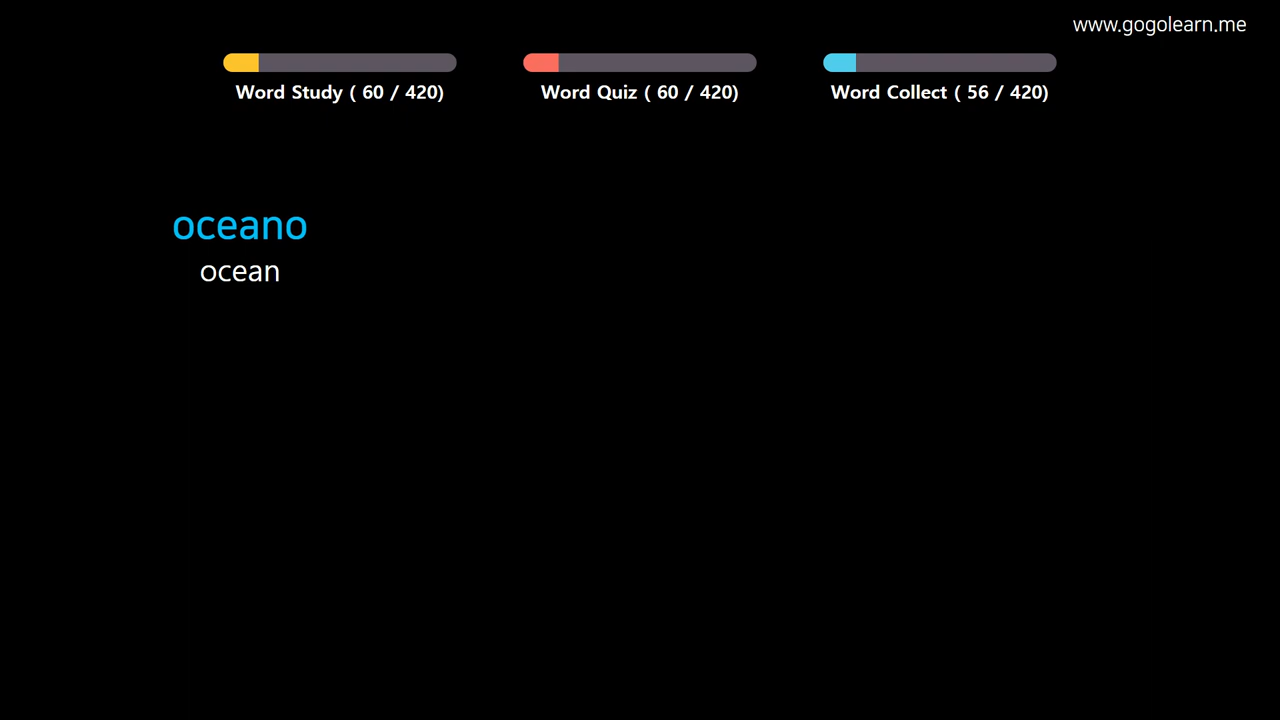 www.gogolearn.me
Word Study ( 60 / 420)
Word Quiz ( 60 / 420)
Word Collect ( 56 / 420)
oceano
ocean